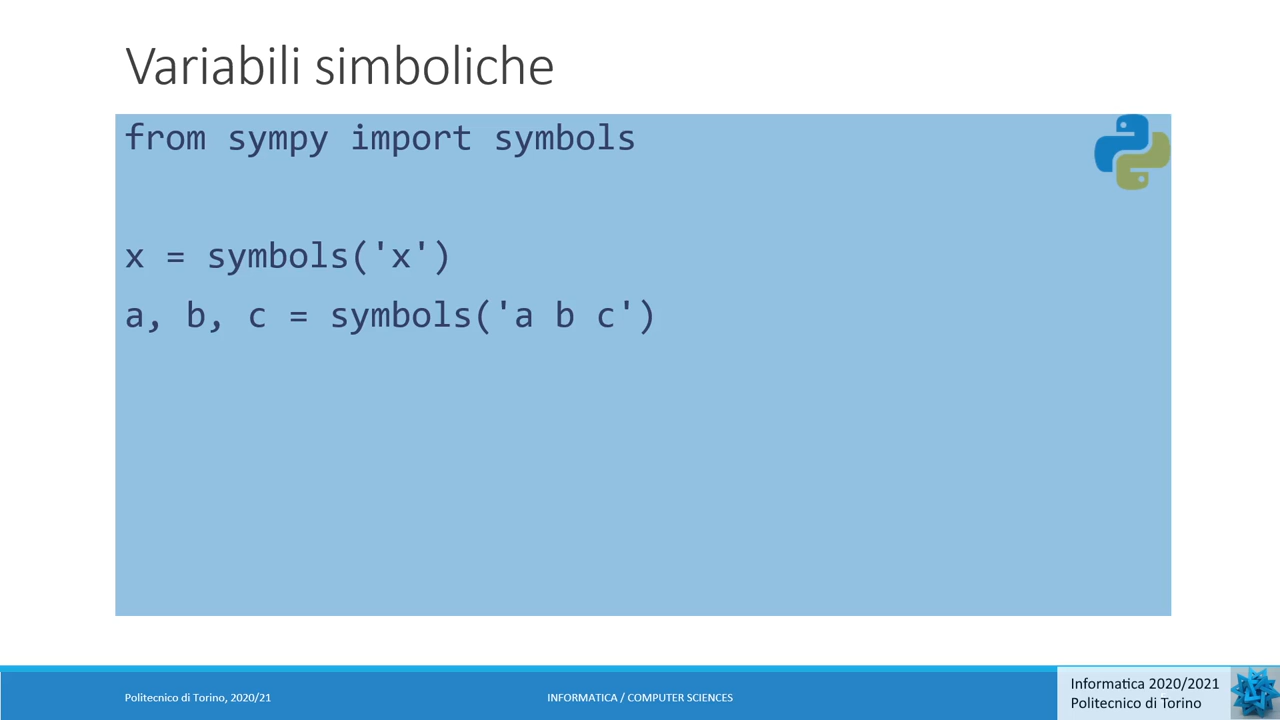 Variabili simboliche
from sympy import symbols
x = symbols('x')
a, b, c = symbols('a b c')
Politecnico di Torino, 2020/21
INFORMATICA / COMPUTER SCIENCES
Informatica 2020/2021
Politecnico di Torino